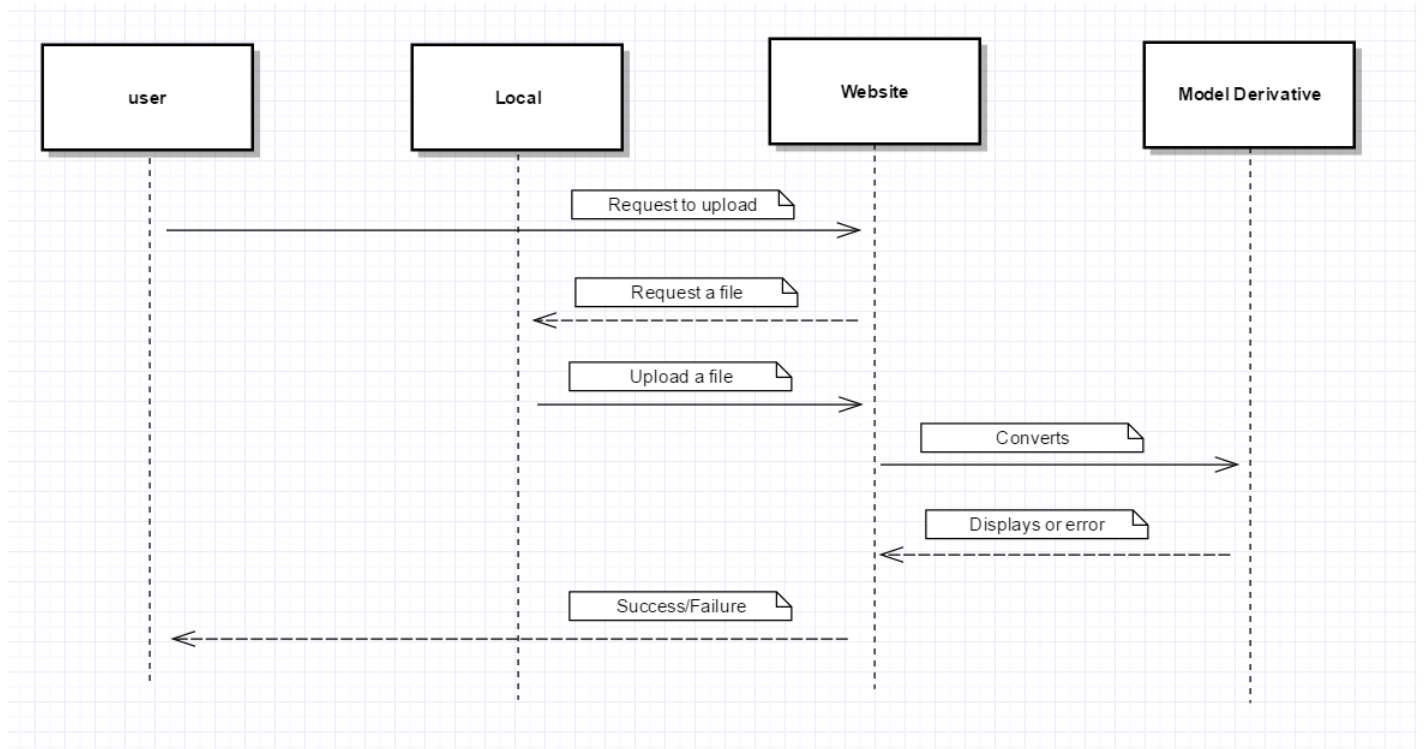 user
Local
Website
Model Derivative
Request to upload
Request a file
Upload a file
Converts
Displays or error
Success/Failure